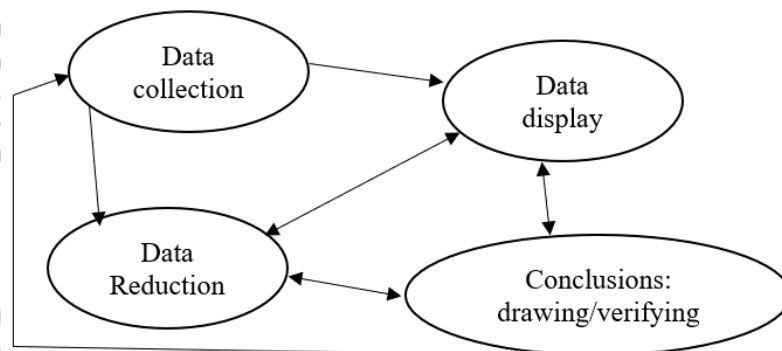 Data
collection
Data
display
Data
Reduction
Conclusions:
drawing/verifying